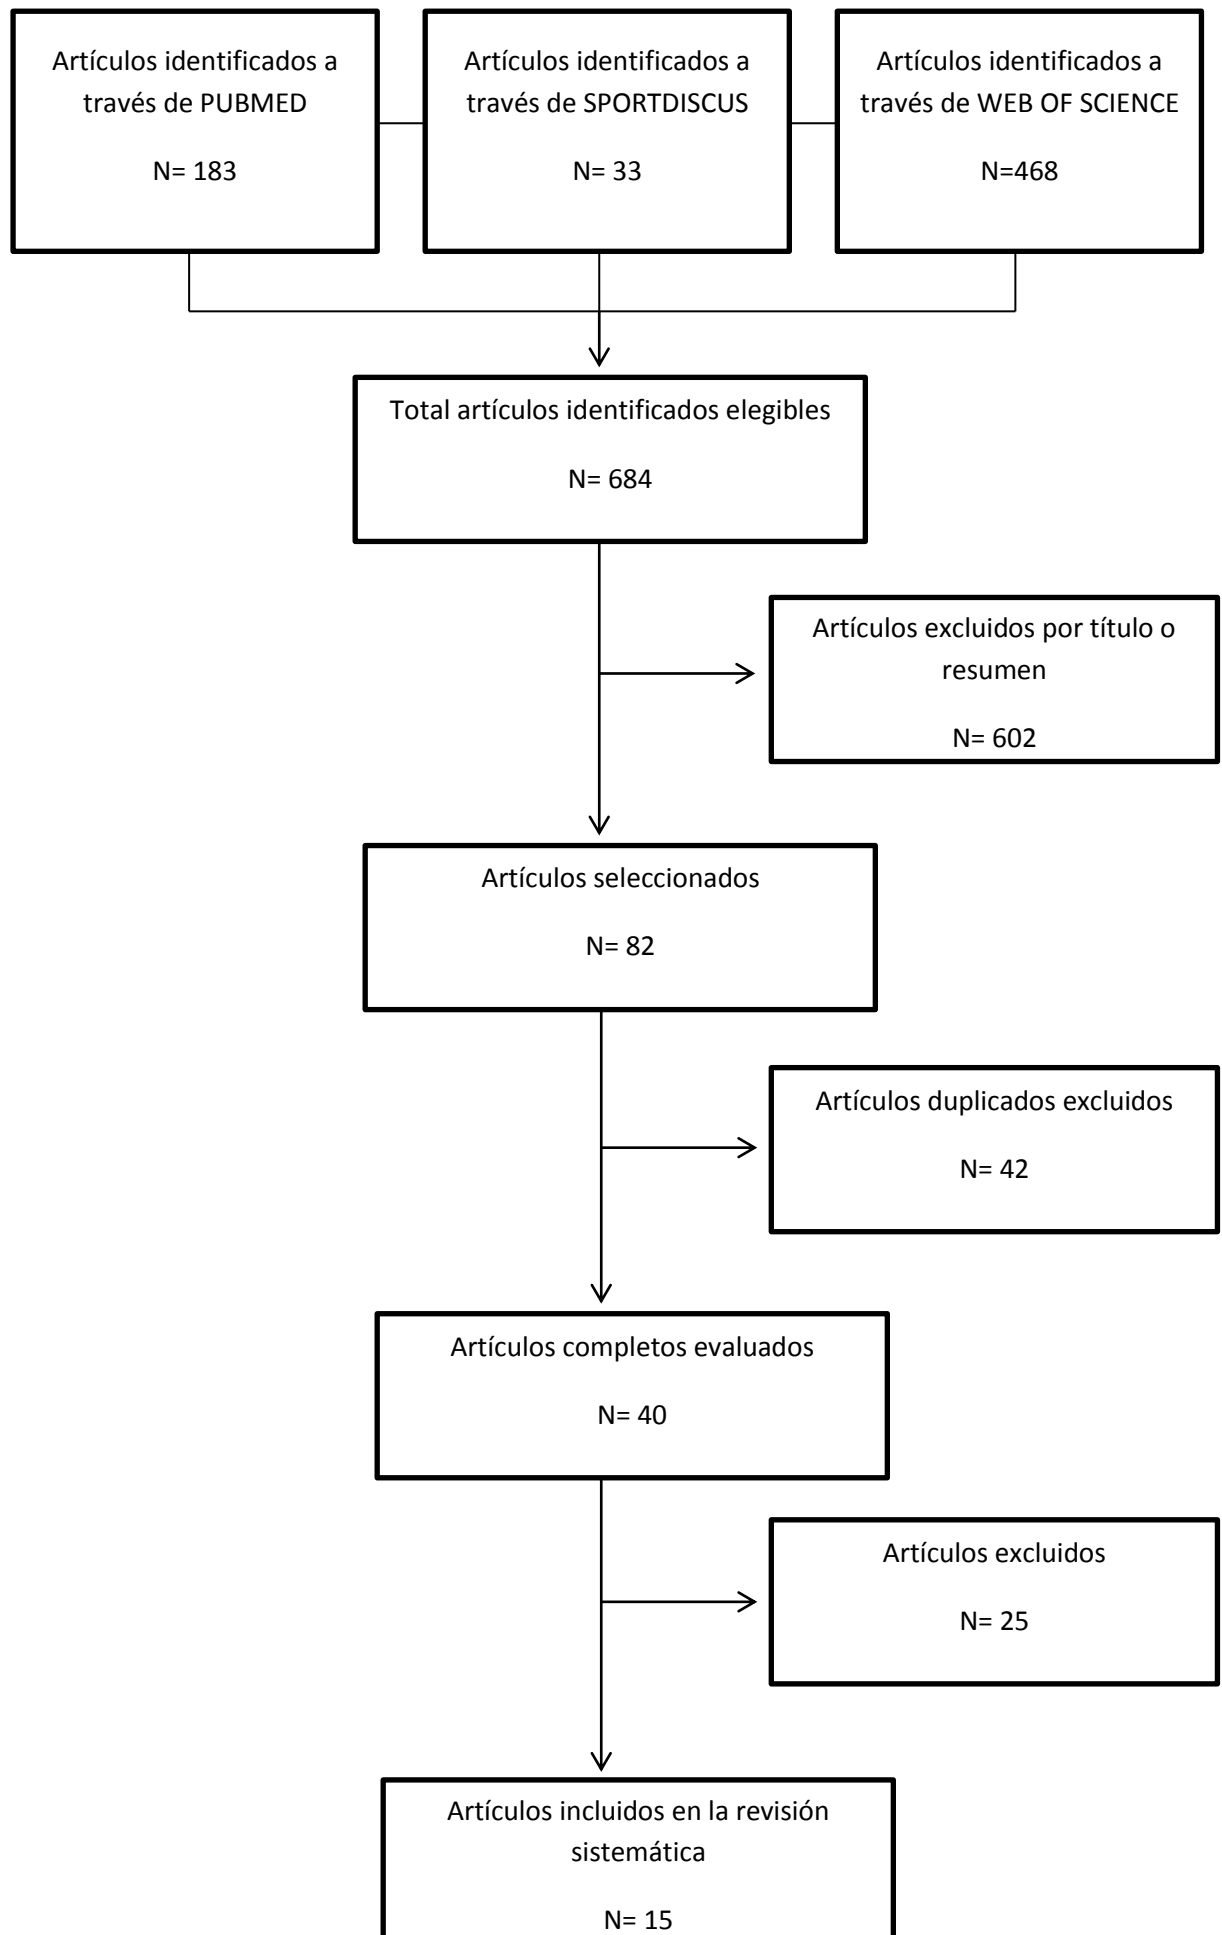 Artículos identificados a
través de PUBMED
N= 183
Artículos identificados a
través de SPORTDISCUS
N= 33
Artículos identificados a
través de WEB OF SCIENCE
N=468
Total artículos identificados elegibles
N= 684
Artículos excluidos por título o
resumen
N= 602
Artículos seleccionados
N= 82
Artículos duplicados excluidos
N= 42
Artículos completos evaluados
N= 40
Artículos excluidos
N= 25
Artículos incluidos en la revisión
sistemática
N= 15